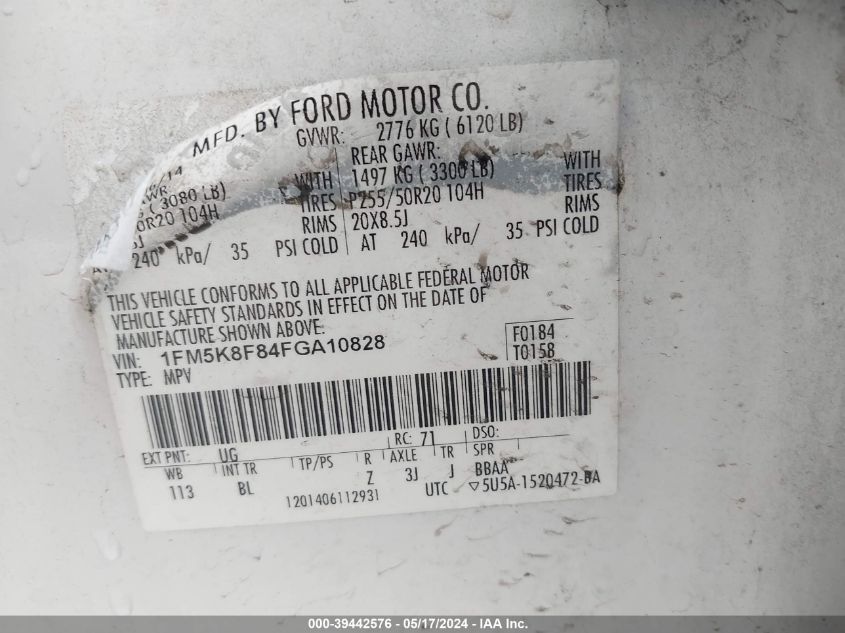 MFD. BY FORD MOTOR CO.
GVWR: 2776 KG ( 6120 LB)
/14 REAR GAWR:
( 3080 LB) WITH 1497 KG ( 3300 LB) WITH
50R20 104H TIRES P255/50R20 104H TIRES
J RIMS 20X8.5J RIMS
AT 240 kPa/ 35 PSI COLD AT 240 kPa/ 35 PSI COLD
THIS VEHICLE CONFORMS TO ALL APPLICABLE FEDERAL MOTOR
VEHICLE SAFETY STANDARDS IN EFFECT ON THE DATE OF
MANUFACTURE SHOWN ABOVE.
VIN: 1FM5K8F84FGA10828 F0184
TYPE: MPV T0158
EXT PNT: UG RC: 71 DSO:
WB INT TR TP/PS R AXLE TR SPR
113 BL Z 3J J BBAA
1201406112931 UTC ▽5U5A-1520472-BA
000-39442576 - 05/17/2024 - IAAI.com